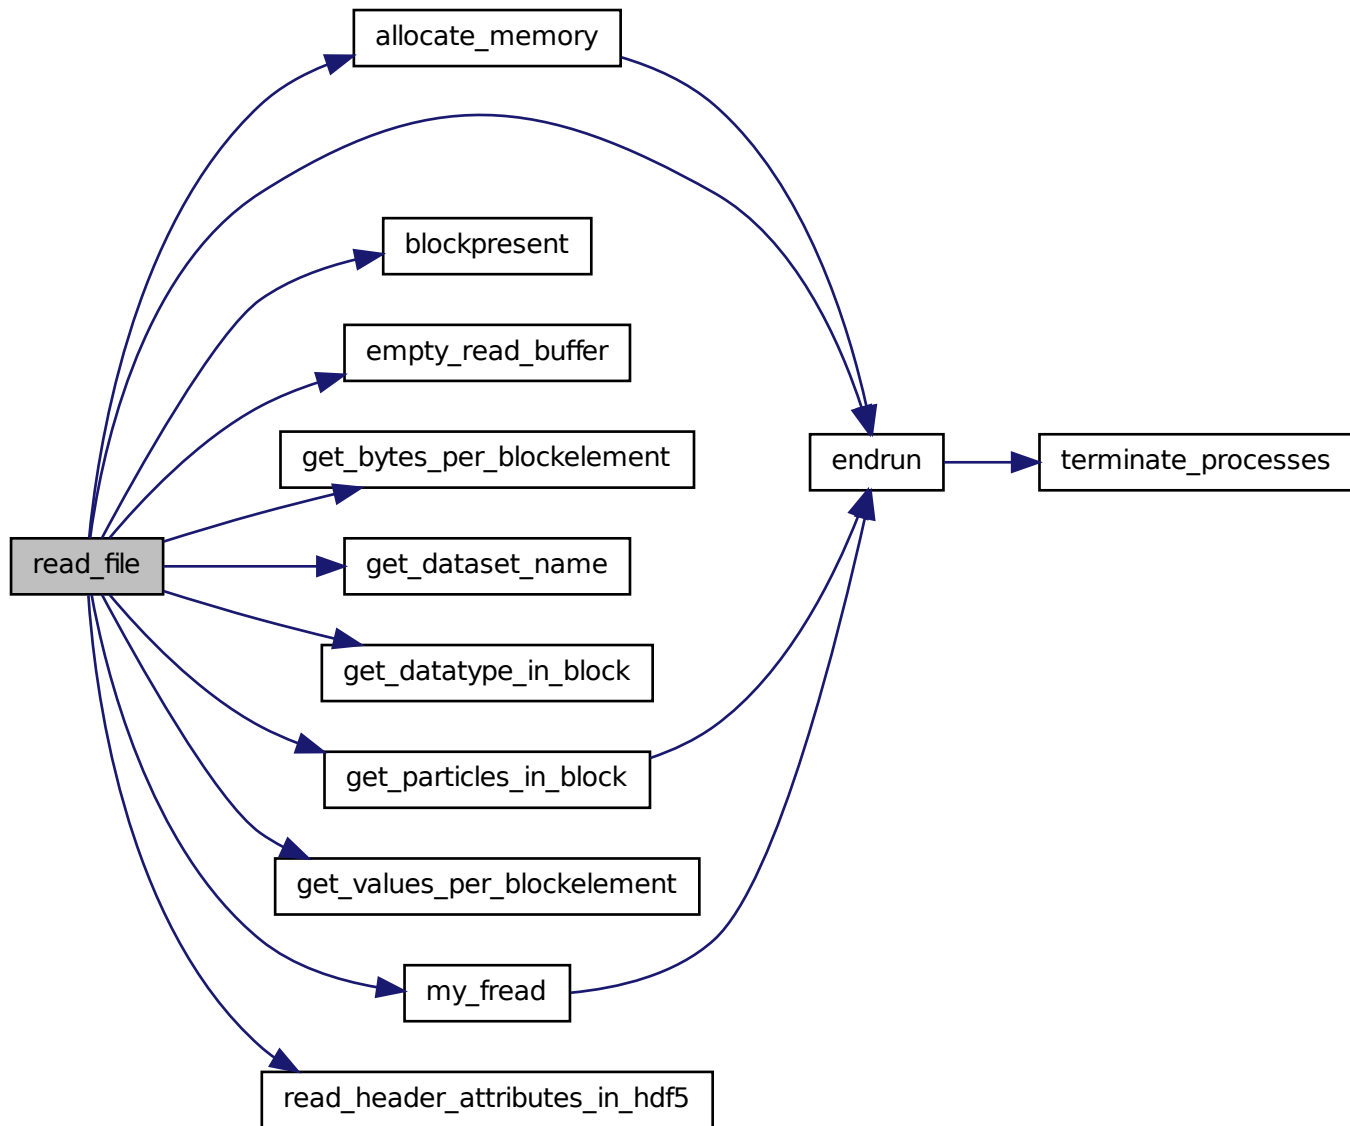 allocate_memory
blockpresent
empty_read_buffer
get_bytes_per_blockelement
endrun
terminate_processes
read_file
get_dataset_name
get_datatype_in_block
get_particles_in_block
get_values_per_blockelement
my_fread
read_header_attributes_in_hdf5